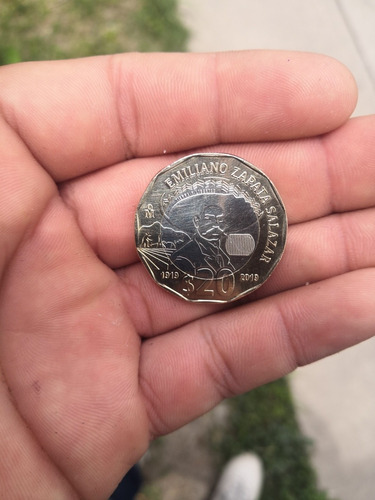 EMILIANO ZAPATA SALAZAR
1919 2019
$20